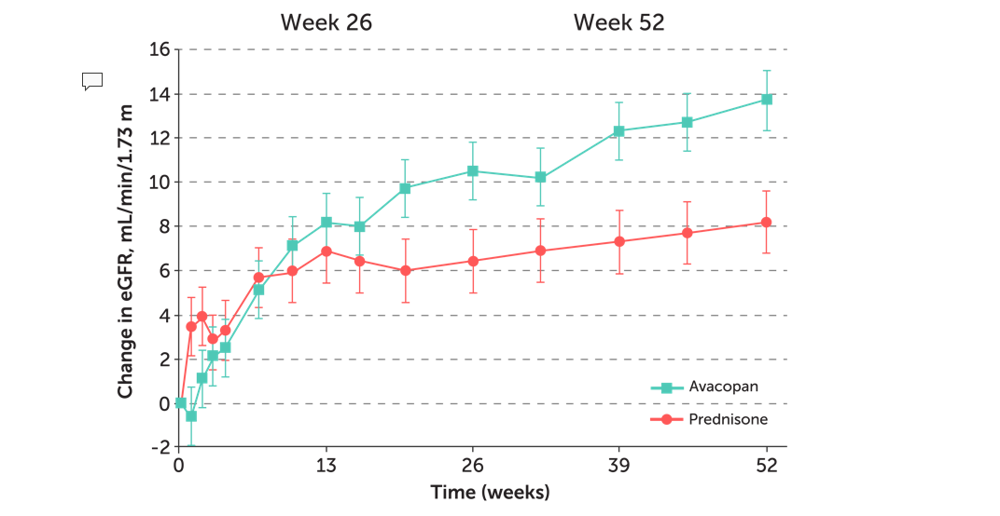 Week 26
Week 52
Change in eGFR, mL/min/1.73 m
16
14
12
10
8
6
4
2
0
-2
0
13
26
39
52
Time (weeks)
Avacopan
Prednisone